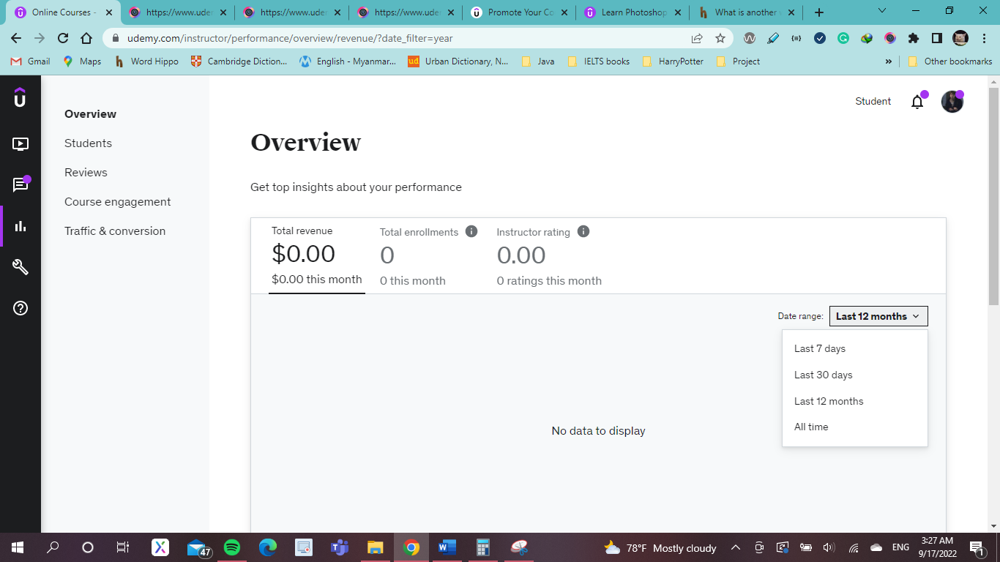 Online Courses -
https://www.uder
https://www.uder
https://www.uder
Promote Your Co
Learn Photoshop
What is another w
udemy.com/instructor/performance/overview/revenue/?date_filter=year
Gmail
Maps
Word Hippo
Cambridge Diction...
English - Myanmar...
ud
Urban Dictionary, N...
Java
IELTS books
HarryPotter
Project
»
Other bookmarks
Overview
Students
Reviews
Course engagement
Traffic & conversion
Student
Overview
Get top insights about your performance
Total revenue
$0.00
$0.00 this month
Total enrollments
0
0 this month
Instructor rating
0.00
0 ratings this month
Date range:
Last 12 months
Last 7 days
Last 30 days
Last 12 months
All time
No data to display
47
78°F Mostly cloudy
ENG
3:27 AM
9/17/2022
1